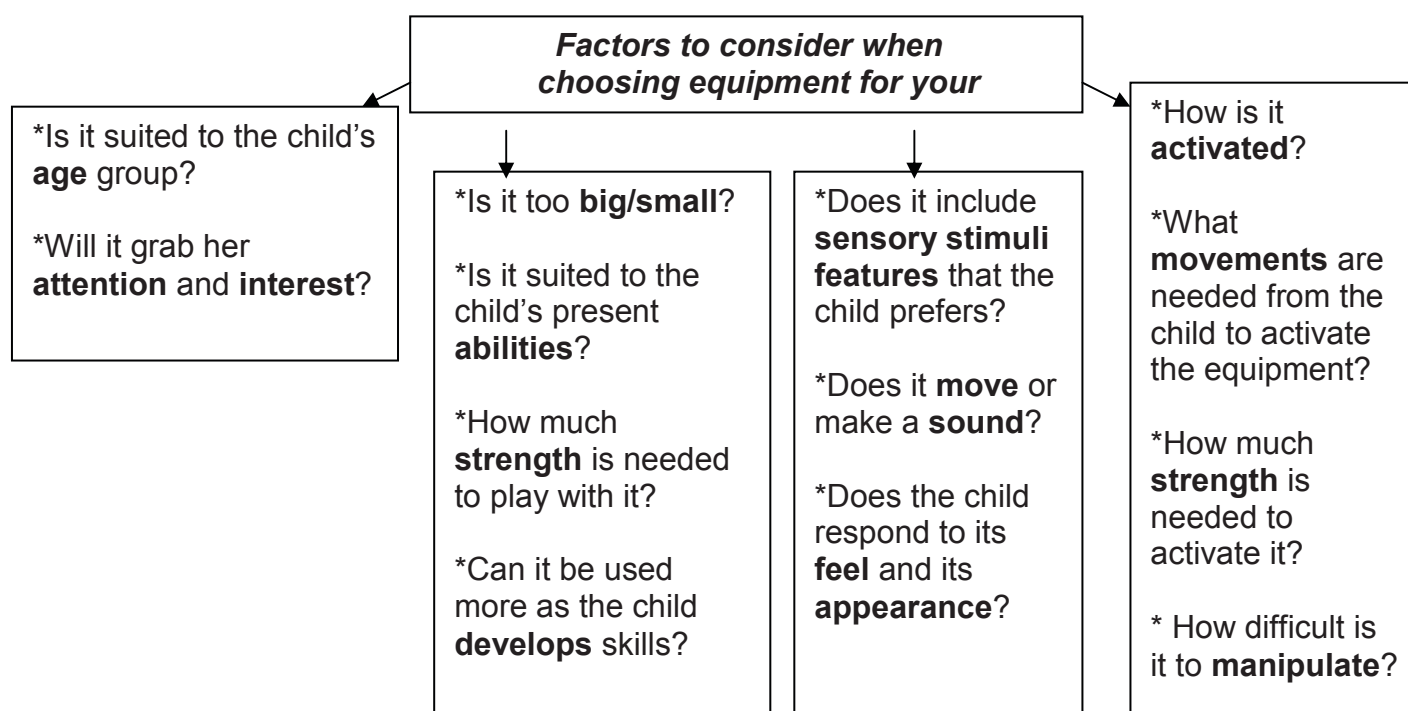 Factors to consider when
choosing equipment for your
*Is it suited to the child’s
age group?
*Will it grab her
attention and interest?
*Is it too big/small?
*Is it suited to the
child’s present
abilities?
*How much
strength is needed
to play with it?
*Can it be used
more as the child
develops skills?
*Does it include
sensory stimuli
features that the
child prefers?
*Does it move or
make a sound?
*Does the child
respond to its
feel and its
appearance?
*How is it
activated?
*What
movements are
needed from the
child to activate
the equipment?
*How much
strength is
needed to
activate it?
* How difficult is
it to manipulate?